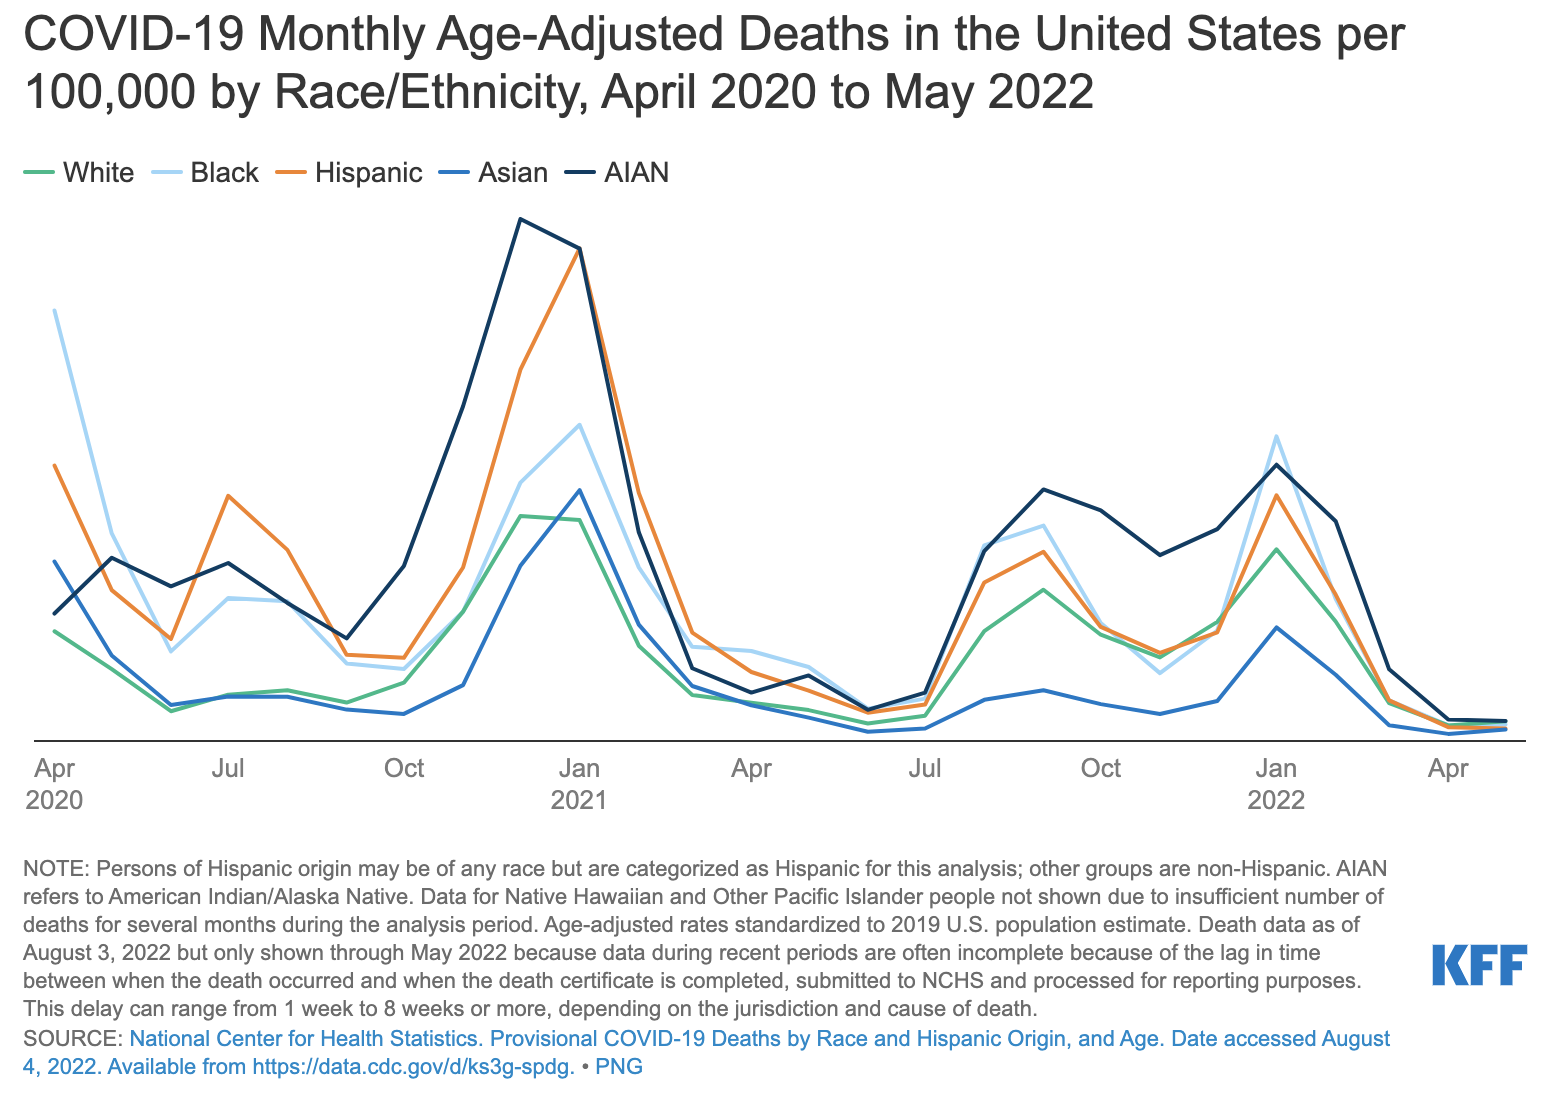 COVID-19 Monthly Age-Adjusted Deaths in the United States per
100,000 by Race/Ethnicity, April 2020 to May 2022
White Black Hispanic Asian AIAN
Apr Jul Oct Jan Apr Jul Oct Jan Apr
2020 2021 2022
NOTE: Persons of Hispanic origin may be of any race but are categorized as Hispanic for this analysis; other groups are non-Hispanic. AIAN
refers to American Indian/Alaska Native. Data for Native Hawaiian and Other Pacific Islander people not shown due to insufficient number of
deaths for several months during the analysis period. Age-adjusted rates standardized to 2019 U.S. population estimate. Death data as of
August 3, 2022 but only shown through May 2022 because data during recent periods are often incomplete because of the lag in time
between when the death occurred and when the death certificate is completed, submitted to NCHS and processed for reporting purposes.
This delay can range from 1 week to 8 weeks or more, depending on the jurisdiction and cause of death.
SOURCE: National Center for Health Statistics. Provisional COVID-19 Deaths by Race and Hispanic Origin, and Age. Date accessed August
4, 2022. Available from https://data.cdc.gov/d/ks3g-spdg. • PNG
KFF